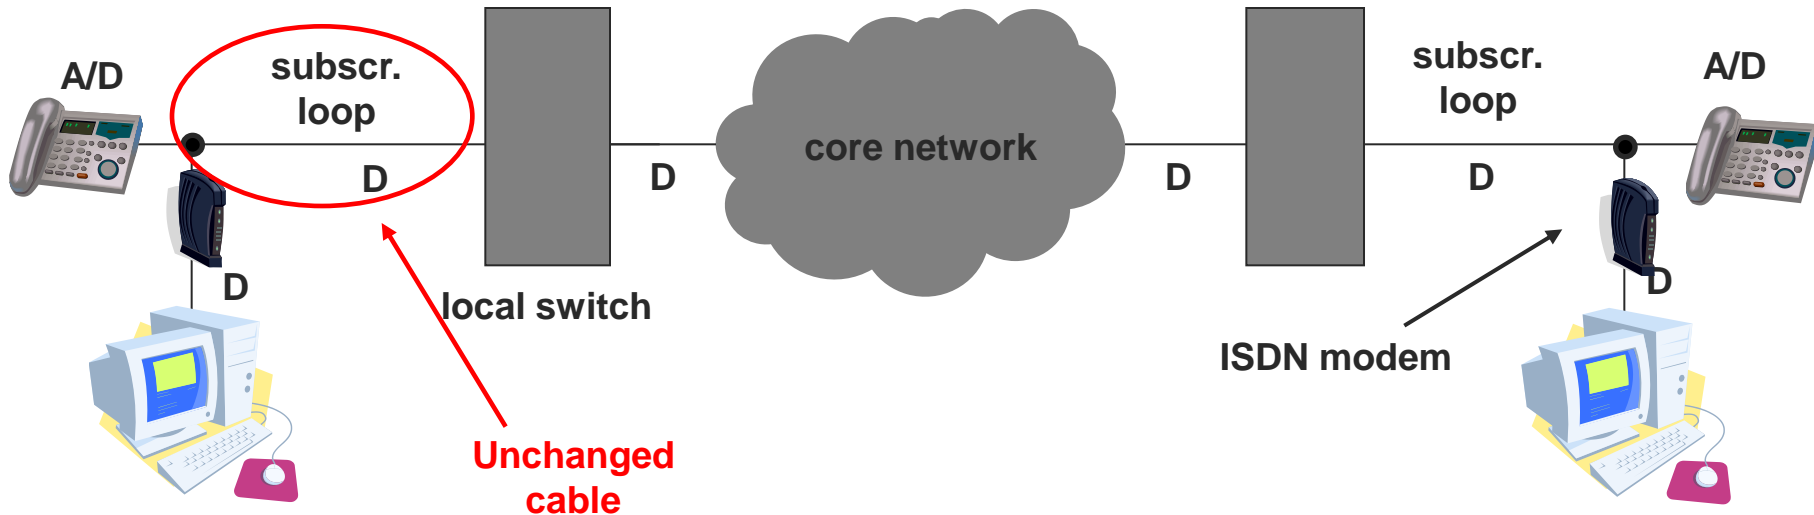 A/D
subscr.
loop
D
D
local switch
Unchanged
cable
D
core network
D
subscr.
loop
D
A/D
ISDN modem
D